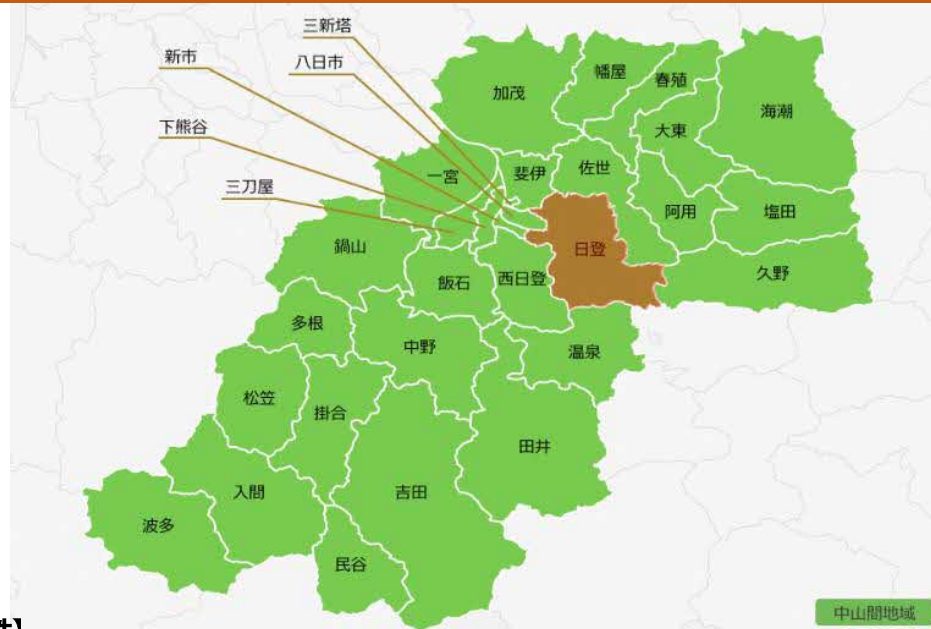 三新塔
八日市
新市
下熊谷
三刀屋
加茂
幡屋
春殖
海潮
大東
一宮
斐伊
佐世
阿用
塩田
鍋山
日登
久野
飯石
西日登
多根
中野
温泉
松笠
掛合
田井
入間
吉田
波多
民谷
中山間地域